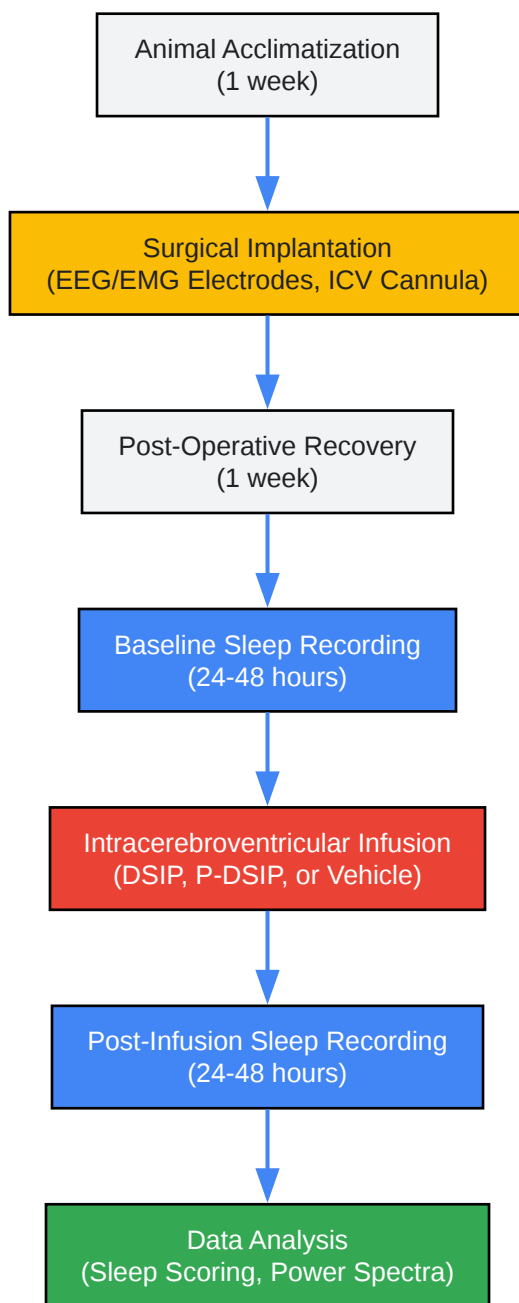 Animal Acclimatization
(1 week)
Surgical Implantation
(EEG/EMG Electrodes, ICV Cannula)
Post-Operative Recovery
(1 week)
Baseline Sleep Recording
(24-48 hours)
Intracerebroventricular Infusion
(DSIP, P-DSIP, or Vehicle)
Post-Infusion Sleep Recording
(24-48 hours)
Data Analysis
(Sleep Scoring, Power Spectra)